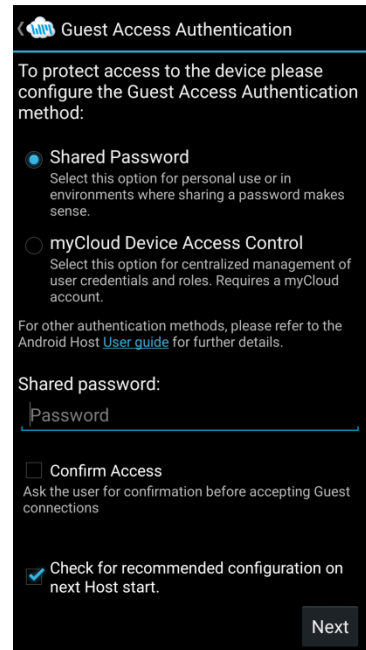 Guest Access Authentication
To protect access to the device please
configure the Guest Access Authentication
method:
Shared Password
Select this option for personal use or in
environments where sharing a password makes
sense.
myCloud Device Access Control
Select this option for centralized management of
user credentials and roles. Requires a myCloud
account.
For other authentication methods, please refer to the
Android Host User guide for further details.
Shared password:
Password
Confirm Access
Ask the user for confirmation before accepting Guest
connections
Check for recommended configuration on
next Host start.
Next